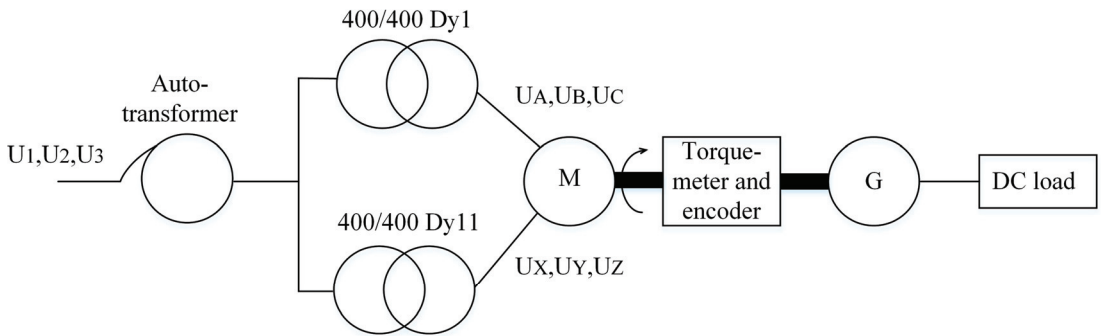 400/400 Dy1
Auto-
transformer
U1,U2,U3
UA,UB,UC
M
Torque-
meter and
encoder
G
DC load
400/400 Dy11
UX,UY,UZ